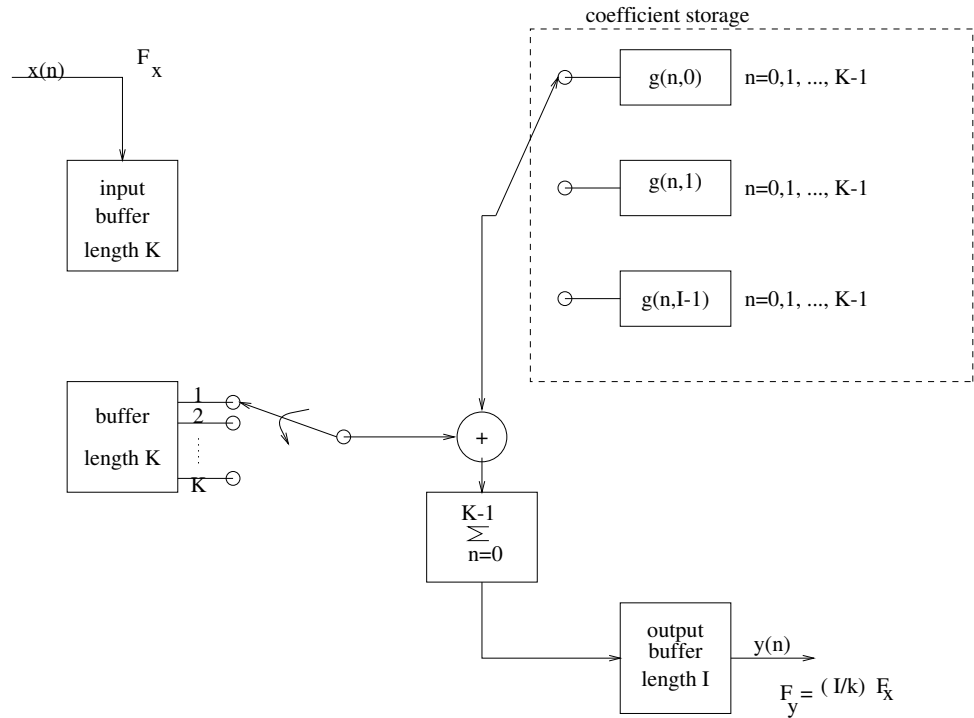 coefficient storage
x(n)
F x
g(n,0) n=0,1, ..., K-1
g(n,1) n=0,1, ..., K-1
g(n,I-1) n=0,1, ..., K-1
input
buffer
length K
buffer
length K
1
2
K
+
K-1
Σ
n=0
output
buffer
length I
y(n)
F y = ( I/k) F x